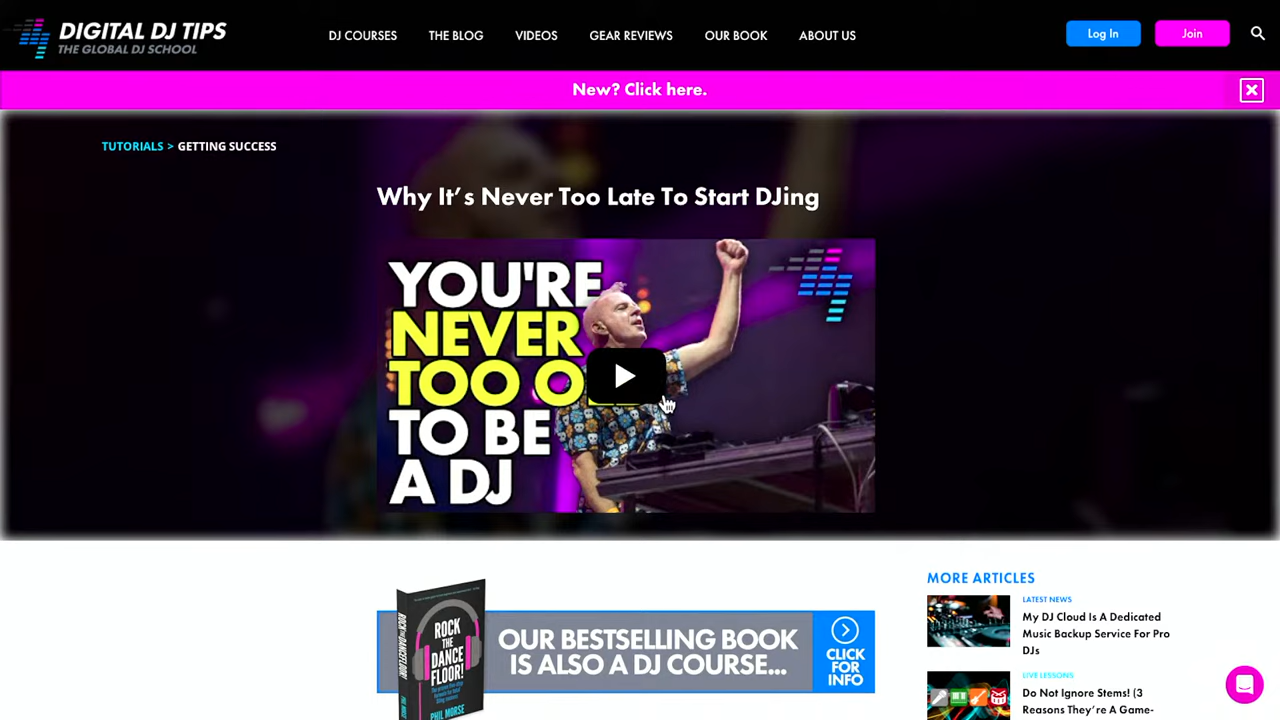 DIGITAL DJ TIPS
THE GLOBAL DJ SCHOOL
DJ COURSES
THE BLOG
VIDEOS
GEAR REVIEWS
OUR BOOK
ABOUT US
Log In
Join
New? Click here.
TUTORIALS > GETTING SUCCESS
Why It's Never Too Late To Start DJing
YOU'RE
NEVER
TOO
TO BE
A DJ
ROCK
THE
DANCE
FLOOR!
PHIL MORSE
ROCK THE DANCEFLOOR!
OUR BESTSELLING BOOK
IS ALSO A DJ COURSE...
CLICK
FOR
INFO
MORE ARTICLES
LATEST NEWS
My DJ Cloud Is A Dedicated
Music Backup Service For Pro
DJs
LIVE LESSONS
Do Not Ignore Stems! (3
Reasons They're A Game-